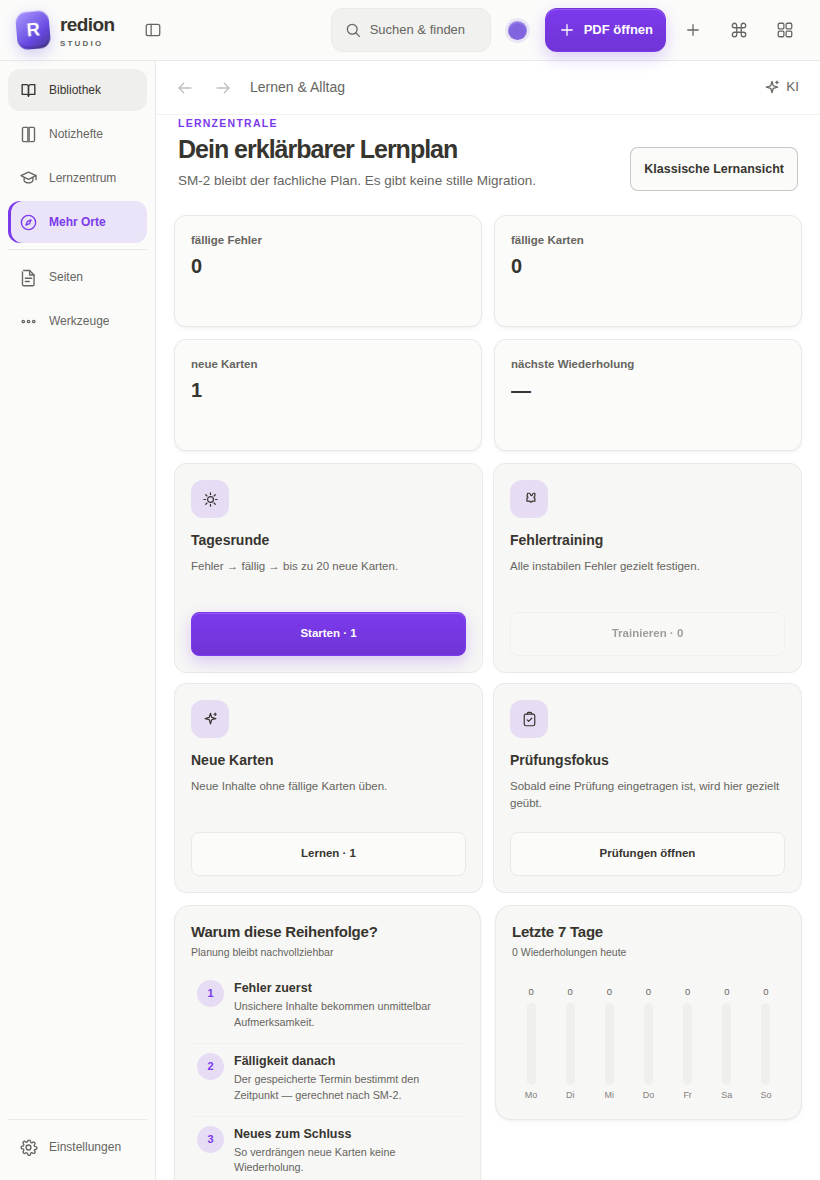 R redion
STUDIO
Suchen & finden
PDF öffnen
Bibliothek
Notizhefte
Lernzentrum
Mehr Orte
Seiten
Werkzeuge
Einstellungen
Lernen & Alltag
KI
LERNZENTRALE
Dein erklärbarer Lernplan
SM-2 bleibt der fachliche Plan. Es gibt keine stille Migration.
Klassische Lernansicht
fällige Fehler
0
fällige Karten
0
neue Karten
1
nächste Wiederholung
—
Tagesrunde
Fehler → fällig → bis zu 20 neue Karten.
Starten · 1
Fehlertraining
Alle instabilen Fehler gezielt festigen.
Trainieren · 0
Neue Karten
Neue Inhalte ohne fällige Karten üben.
Lernen · 1
Prüfungsfokus
Sobald eine Prüfung eingetragen ist, wird hier gezielt
geübt.
Prüfungen öffnen
Warum diese Reihenfolge?
Planung bleibt nachvollziehbar
1 Fehler zuerst
Unsichere Inhalte bekommen unmittelbar
Aufmerksamkeit.
2 Fälligkeit danach
Der gespeicherte Termin bestimmt den
Zeitpunkt — gerechnet nach SM-2.
3 Neues zum Schluss
So verdrängen neue Karten keine
Wiederholung.
Letzte 7 Tage
0 Wiederholungen heute
0 0 0 0 0 0 0
Mo Di Mi Do Fr Sa So